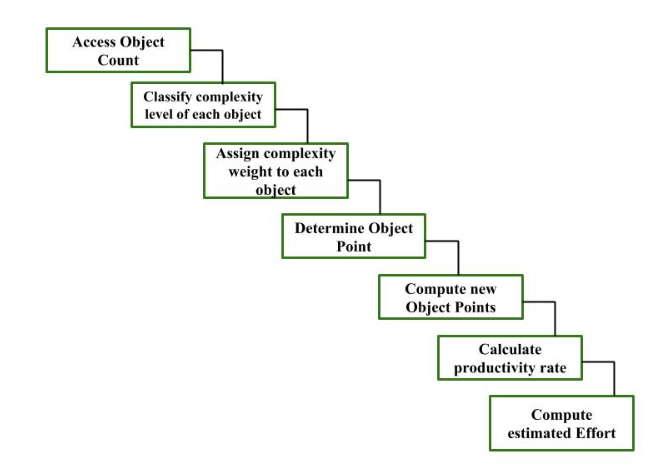 Access Object
Count
Classify complexity
level of each object
Assign complexity
weight to each
object
Determine Object
Point
Compute new
Object Points
Calculate
productivity rate
Compute
estimated Effort